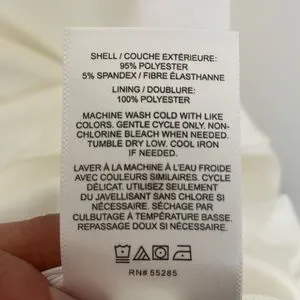 SHELL / COUCHE EXTÉRIEURE:
95% POLYESTER
5% SPANDEX / FIBRE ÉLASTHANNE
LINING / DOUBLURE:
100% POLYESTER
MACHINE WASH COLD WITH LIKE
COLORS. GENTLE CYCLE ONLY. NON-
CHLORINE BLEACH WHEN NEEDED.
TUMBLE DRY LOW. COOL IRON
IF NEEDED.
LAVER À LA MACHINE À L'EAU FROIDE
AVEC COULEURS SIMILAIRES. CYCLE
DÉLICAT. UTILISEZ SEULEMENT
DU JAVELLISANT SANS CHLORE SI
NÉCESSAIRE. SÉCHAGE PAR
CULBUTAGE À TEMPÉRATURE BASSE.
REPASSAGE DOUX SI NÉCESSAIRE.
RN# 55285